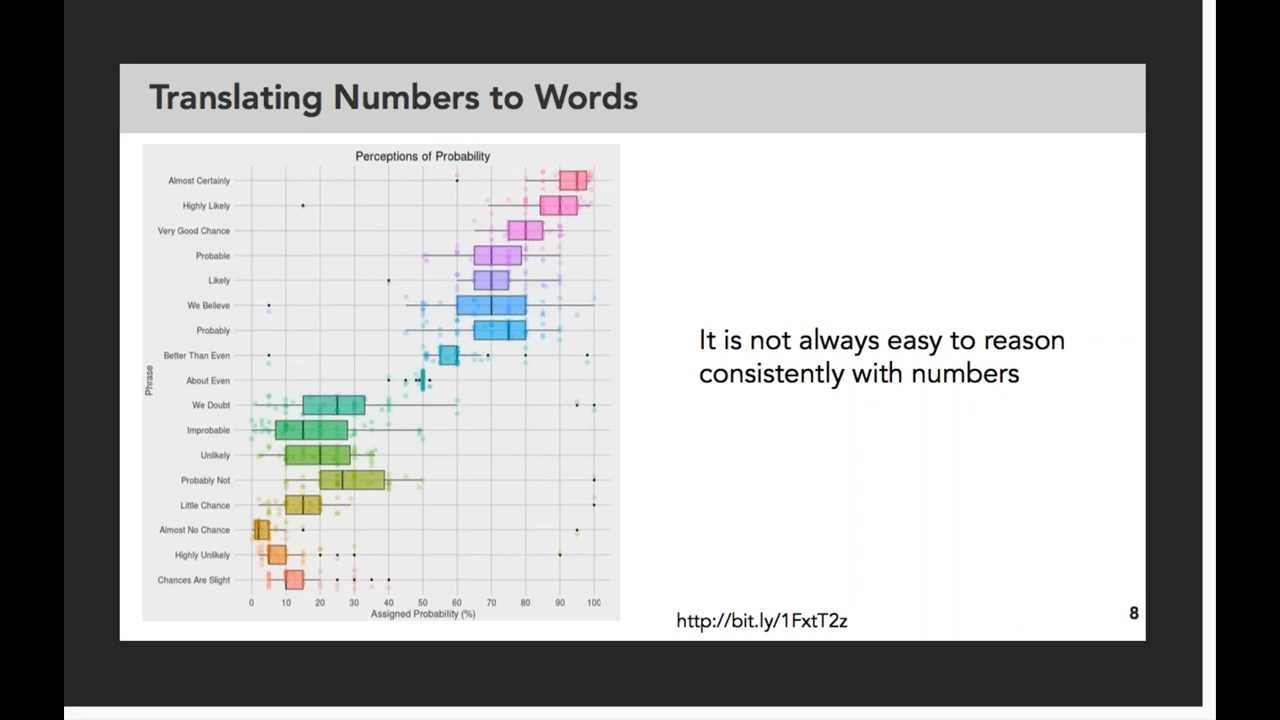 Translating Numbers to Words
Perceptions of Probability
Almost Certainly
Highly Likely
Very Good Chance
Probable
Likely
We Believe
Probably
Better Than Even
About Even
We Doubt
Improbable
Unlikely
Probably Not
Little Chance
Almost No Chance
Highly Unlikely
Chances Are Slight
Phrase
0 10 20 30 40 50 60 70 80 90 100
Assigned Probability (%)
It is not always easy to reason
consistently with numbers
http://bit.ly/1FxtT2z
8